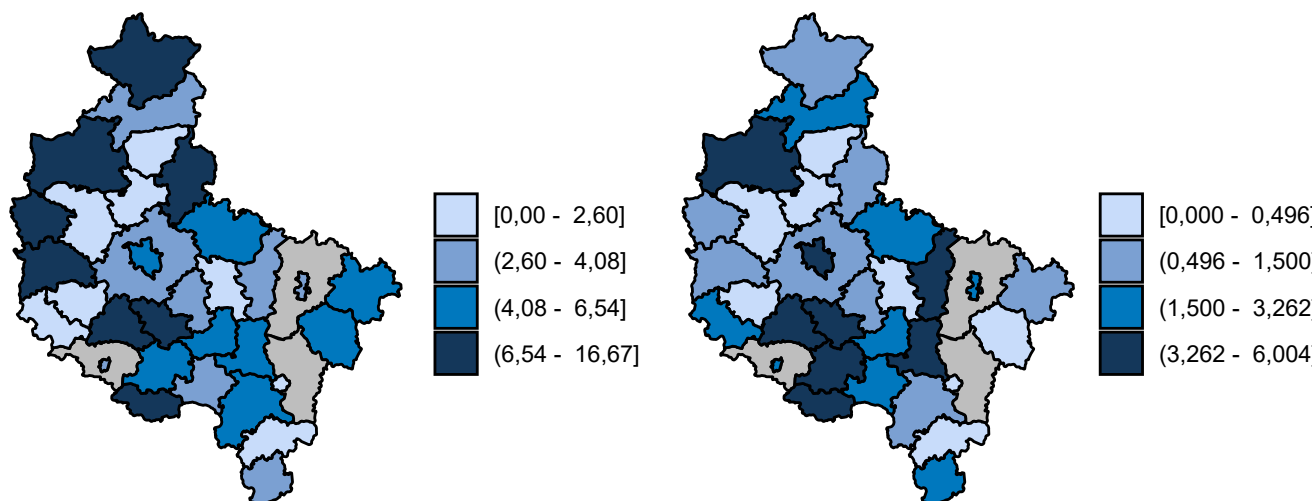 [0,00 - 2,60]
(2,60 - 4,08]
(4,08 - 6,54]
(6,54 - 16,67]
[0,000 - 0,496]
(0,496 - 1,500]
(1,500 - 3,262]
(3,262 - 6,004]